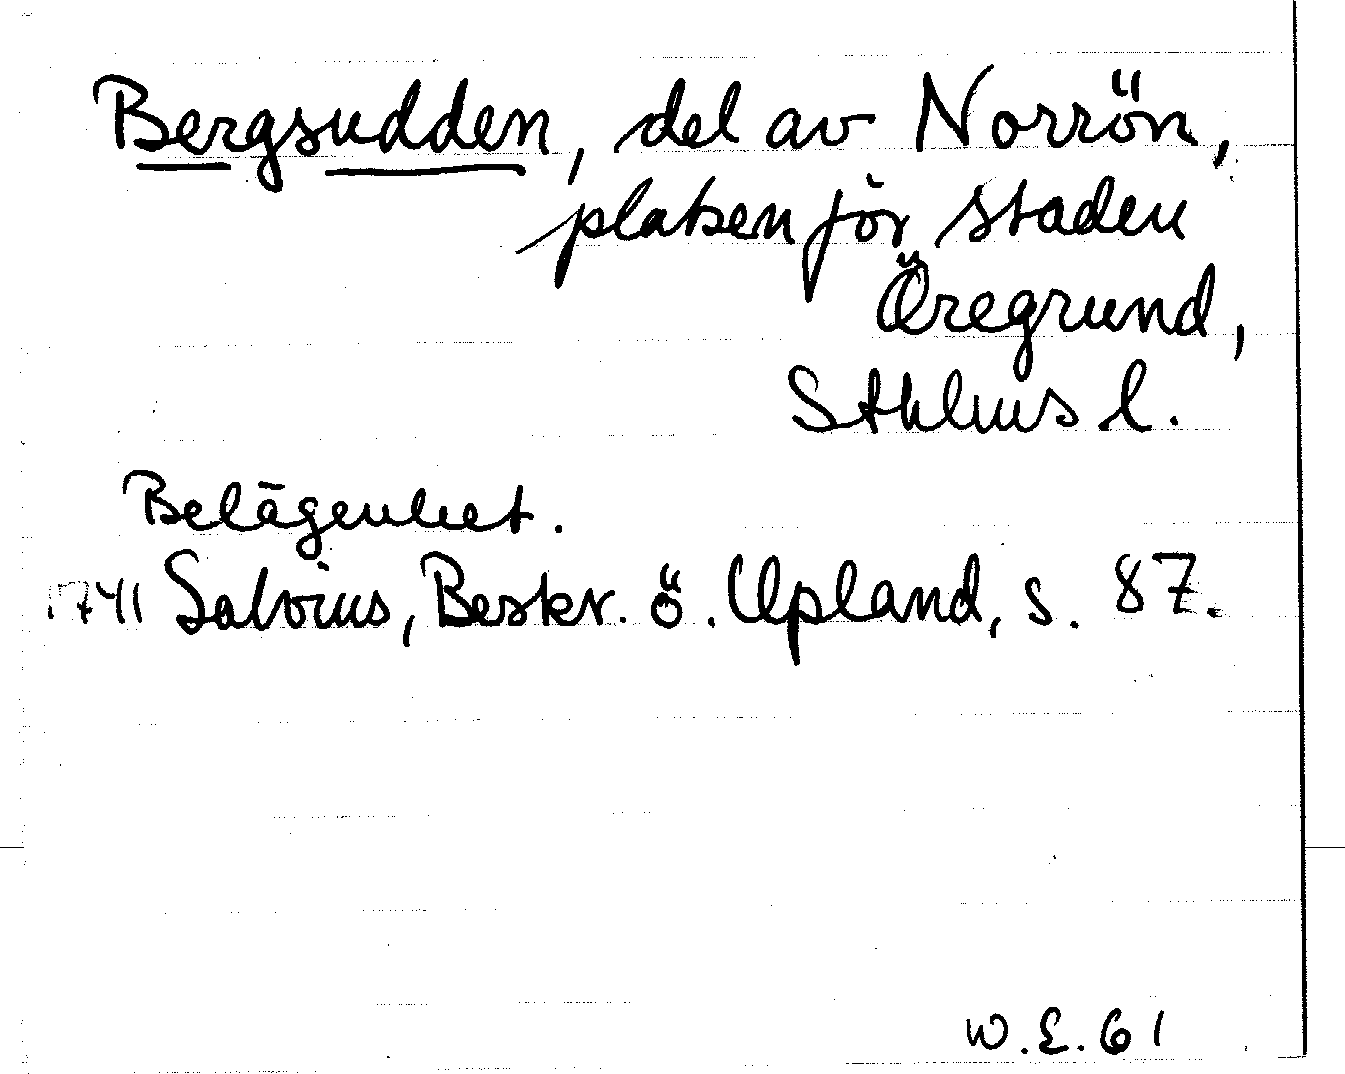 Bergsudden, del av Norrön,
platsen för staden
Öregrund,
Sthlms l.
Belägenhet.
1741 Salvius, Beskr. ö. Upland, s. 87.
W.E. 61